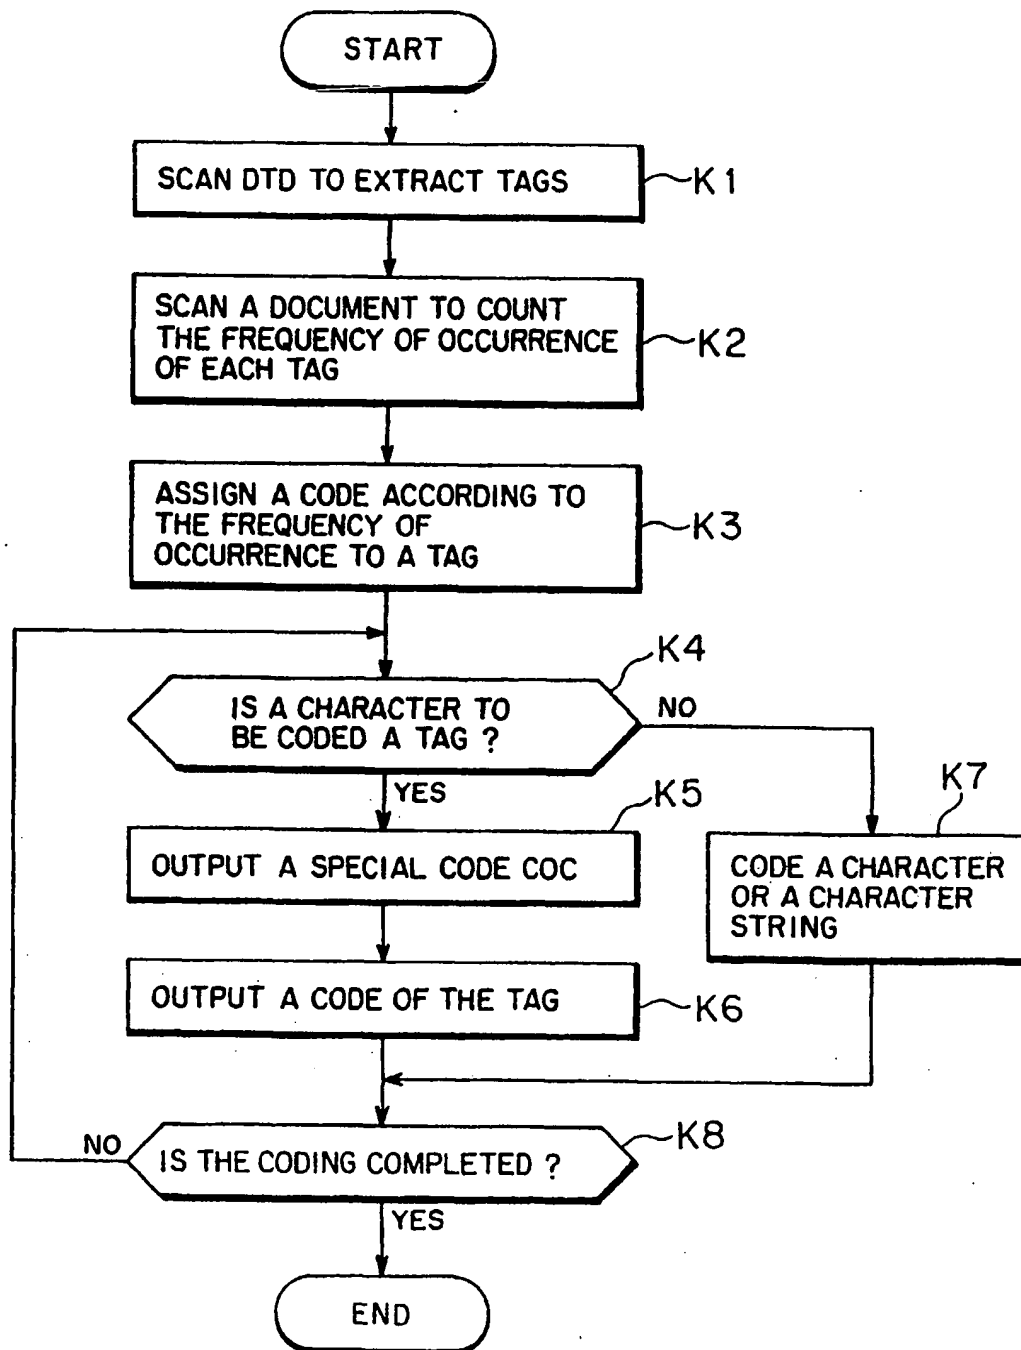 START
SCAN DTD TO EXTRACT TAGS
K1
SCAN A DOCUMENT TO COUNT
THE FREQUENCY OF OCCURRENCE
OF EACH TAG
K2
ASSIGN A CODE ACCORDING TO
THE FREQUENCY OF
OCCURRENCE TO A TAG
K3
K4
IS A CHARACTER TO
BE CODED A TAG ?
NO
YES
K5
OUTPUT A SPECIAL CODE COC
K7
CODE A CHARACTER
OR A CHARACTER
STRING
OUTPUT A CODE OF THE TAG
K6
K8
NO
IS THE CODING COMPLETED ?
YES
END